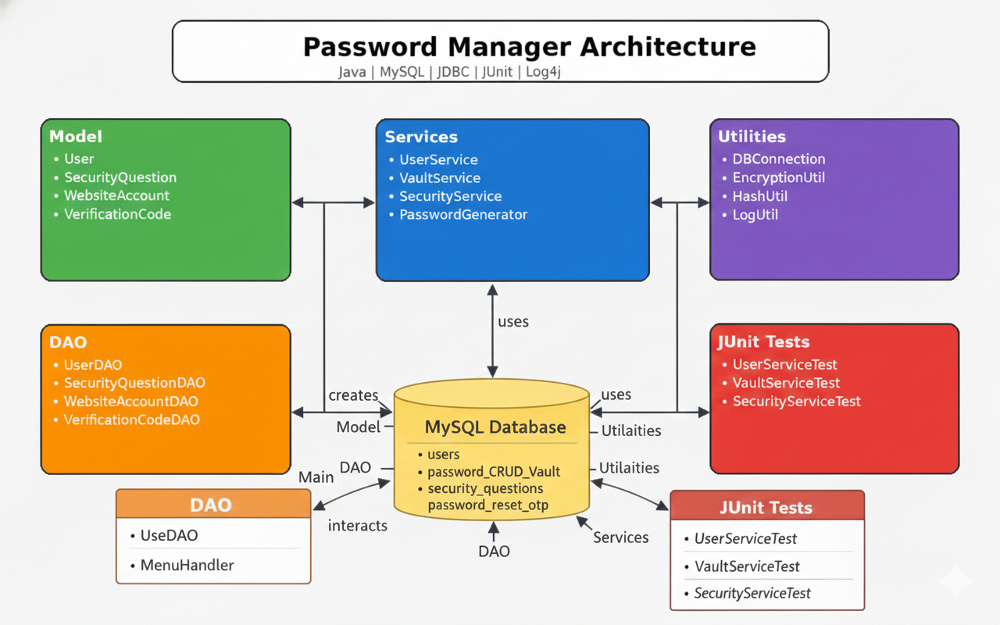 Password Manager Architecture
Java | MySQL | JDBC | JUnit | Log4j
Model
• User
• SecurityQuestion
• WebsiteAccount
• VerificationCode
Services
• UserService
• VaultService
• SecurityService
• PasswordGenerator
Utilities
• DBConnection
• EncryptionUtil
• HashUtil
• LogUtil
uses
DAO
• UserDAO
• SecurityQuestionDAO
• WebsiteAccountDAO
• VerificationCodeDAO
JUnit Tests
• UserServiceTest
• VaultServiceTest
• SecurityServiceTest
creates
Model
DAO
Main
interacts
MySQL Database
• users
• password_CRUD_Vault
• security_questions
password_reset_otp
uses
Utilaities
Utilaities
Services
DAO
DAO
• UseDAO
• MenuHandler
JUnit Tests
• UserServiceTest
• VaultServiceTest
• SecurityServiceTest